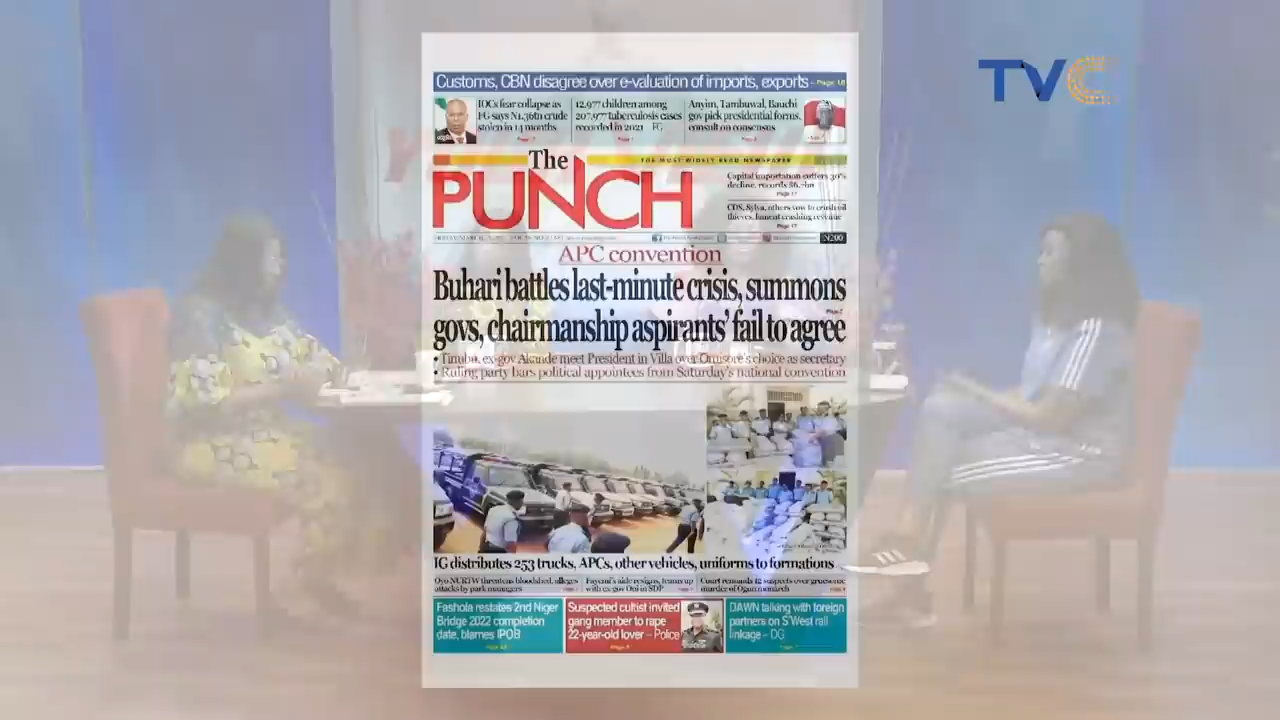 TVC
Customs, CBN disagree over e-valuation of imports, exports - Page 18
IOCs fear collapse as
FG says N1.36tn crude
stolen in 14 months
12,977 children among
207,977 tuberculosis cases
recorded in 2021 FG
Anyim, Tambuwal, Bauchi
gov pick presidential forms,
consult on consensus
The
THE MOST WIDELY READ NEWSPAPER
PUNCH
Capital importation suffers 30%
decline, records
Page 17
CDS, Sylva, others vow to crush oil
thieves, lament crashing revenue
Page 17
N200
APC convention
Buhari battles last-minute crisis, summons
govs, chairmanship aspirants' fail to agree
• Tinubu, ex-gov Akande meet President in Villa over Omisore's choice as secretary
• Ruling party bars political appointees from Saturday's national convention
IG distributes 253 trucks, APCs, other vehicles, uniforms to formations
Oyo NURTW threatens bloodshed, alleges
attacks by park managers
Fayemi's aide resigns, teams up
with ex-gov Oni in SDP
Court remands 12 suspects over gruesome
murder of Ogun monarch
Fashola restates 2nd Niger
Bridge 2022 completion
date, blames IPOB
Suspected cultist invited
gang member to rape
22-year-old lover – Police
DAWN talking with foreign
partners on S'West rail
linkage – DG